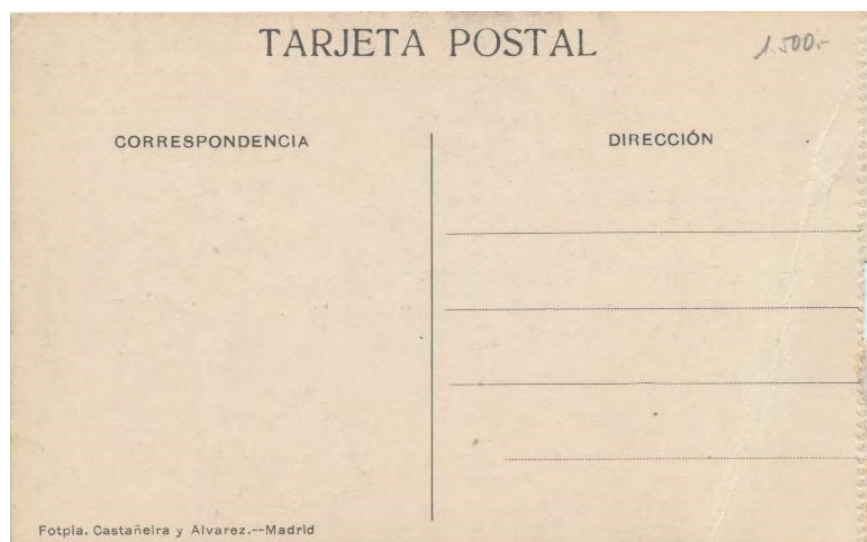 TARJETA POSTAL
1.500.-
CORRESPONDENCIA
DIRECCIÓN
Fotpia. Castañeira y Alvarez.--Madrid